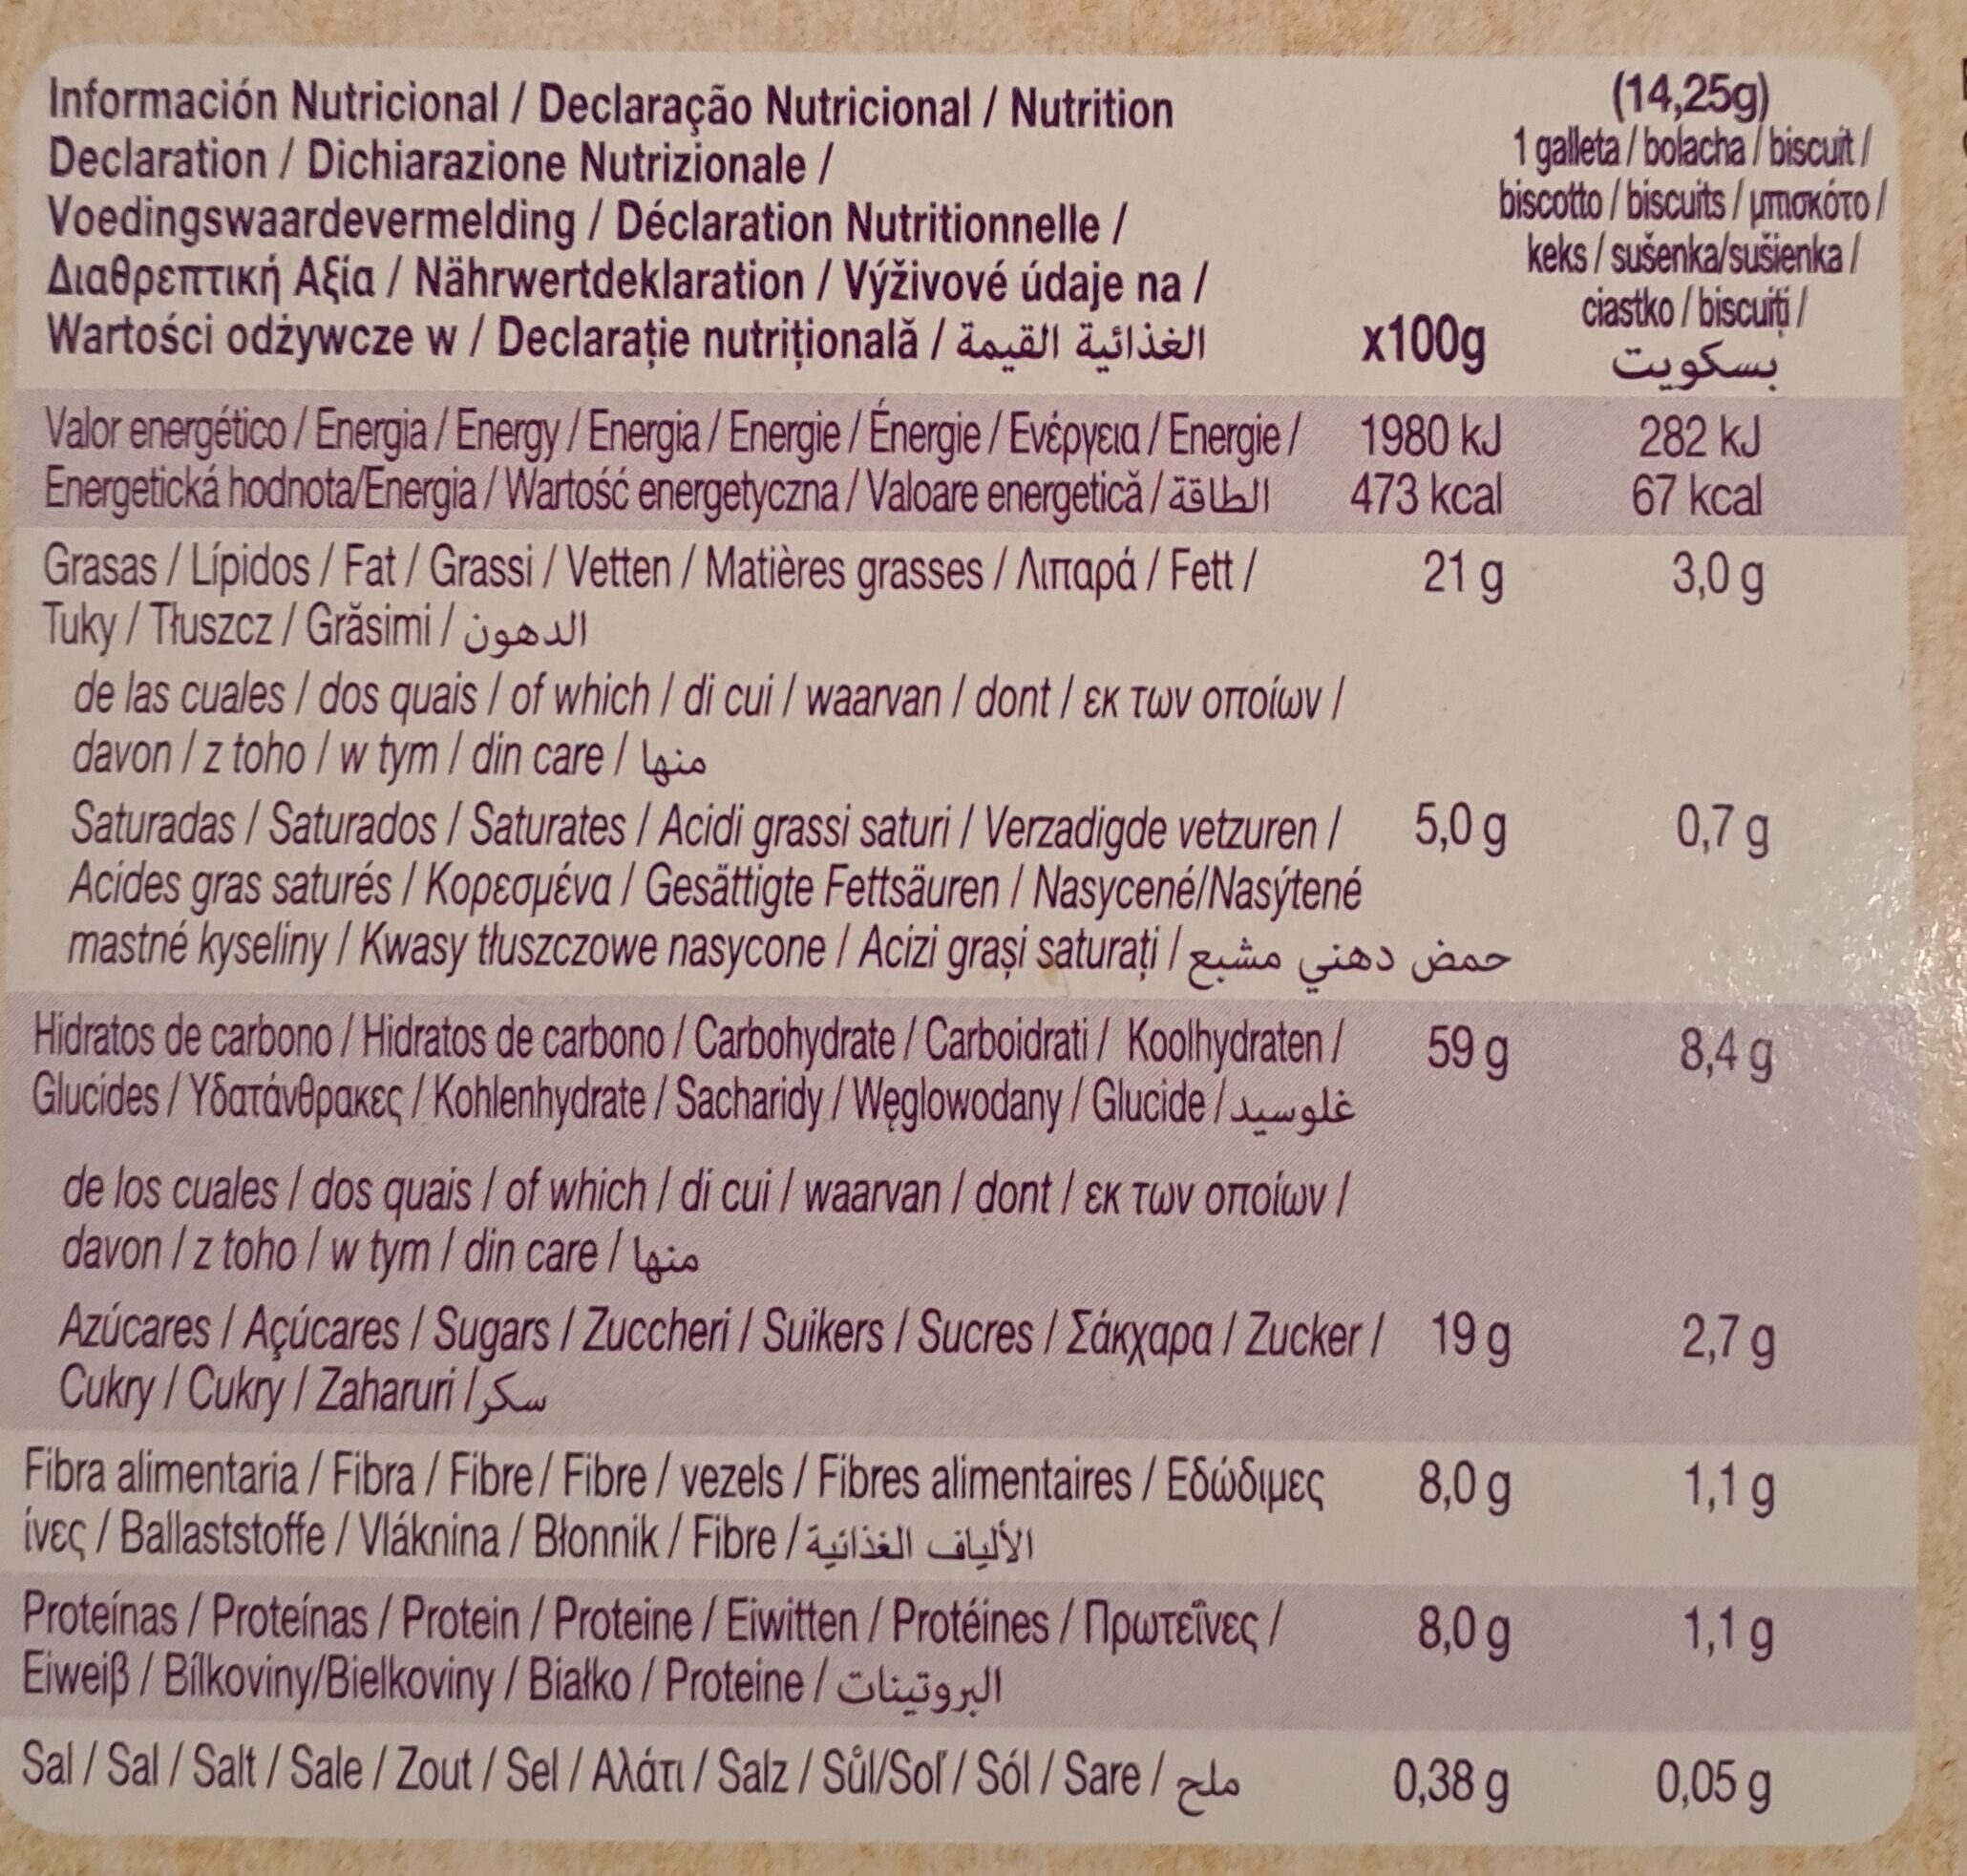 Información Nutricional / Declaração Nutricional / Nutrition
Declaration / Dichiarazione Nutrizionale /
Voedingswaardevermelding / Déclaration Nutritionnelle /
Διαθρεπτική Αξία / Nährwertdeklaration / Výživové údaje na /
Wartości odżywcze w / Declarație nutrițională / الغذائية القيمة
x100g
(14,25g)
1 galleta / bolacha / biscuit /
biscotto / biscuits / μπισκότο /
keks / sušenka/sušienka /
ciastko / biscuiți /
بسكويت
Valor energético / Energia / Energy / Energia / Energie / Énergie / Ενέργεια / Energie / 1980 kJ 282 kJ
Energetická hodnota/Energia / Wartość energetyczna / Valoare energetică / الطاقة 473 kcal 67 kcal
Grasas / Lípidos / Fat / Grassi / Vetten / Matières grasses / Λιπαρά / Fett / 21 g 3,0 g
Tuky / Tłuszcz / Grăsimi / الدهون
de las cuales / dos quais / of which / di cui / waarvan / dont / εκ των οποίων /
davon / z toho / w tym / din care / منها
Saturadas / Saturados / Saturates / Acidi grassi saturi / Verzadigde vetzuren / 5,0 g 0,7 g
Acides gras saturés / Κορεσμένα / Gesättigte Fettsäuren / Nasycené/Nasýtené
mastné kyseliny / Kwasy tłuszczowe nasycone / Acizi grași saturați / حمض دهني مشبع
Hidratos de carbono / Hidratos de carbono / Carbohydrate / Carboidrati / Koolhydraten / 59 g 8,4 g
Glucides / Υδατάνθρακες / Kohlenhydrate / Sacharidy / Węglowodany / Glucide / غلوسيد
de los cuales / dos quais / of which / di cui / waarvan / dont / εκ των οποίων /
davon / z toho / w tym / din care / منها
Azúcares / Açúcares / Sugars / Zuccheri / Suikers / Sucres / Σάκχαρα / Zucker / 19 g 2,7 g
Cukry / Cukry / Zaharuri / سكر
Fibra alimentaria / Fibra / Fibre / Fibre / vezels / Fibres alimentaires / Εδώδιμες 8,0 g 1,1 g
ίνες / Ballaststoffe / Vláknina / Błonnik / Fibre / الألياف الغذائية
Proteínas / Proteínas / Protein / Proteine / Eiwitten / Protéines / Πρωτεΐνες / 8,0 g 1,1 g
Eiweiβ / Bílkoviny/Bielkoviny / Białko / Proteine / البروتينات
Sal / Sal / Salt / Sale / Zout / Sel / Αλάτι / Salz / Sůl/Soľ / Sól / Sare / ملح 0,38 g 0,05 g